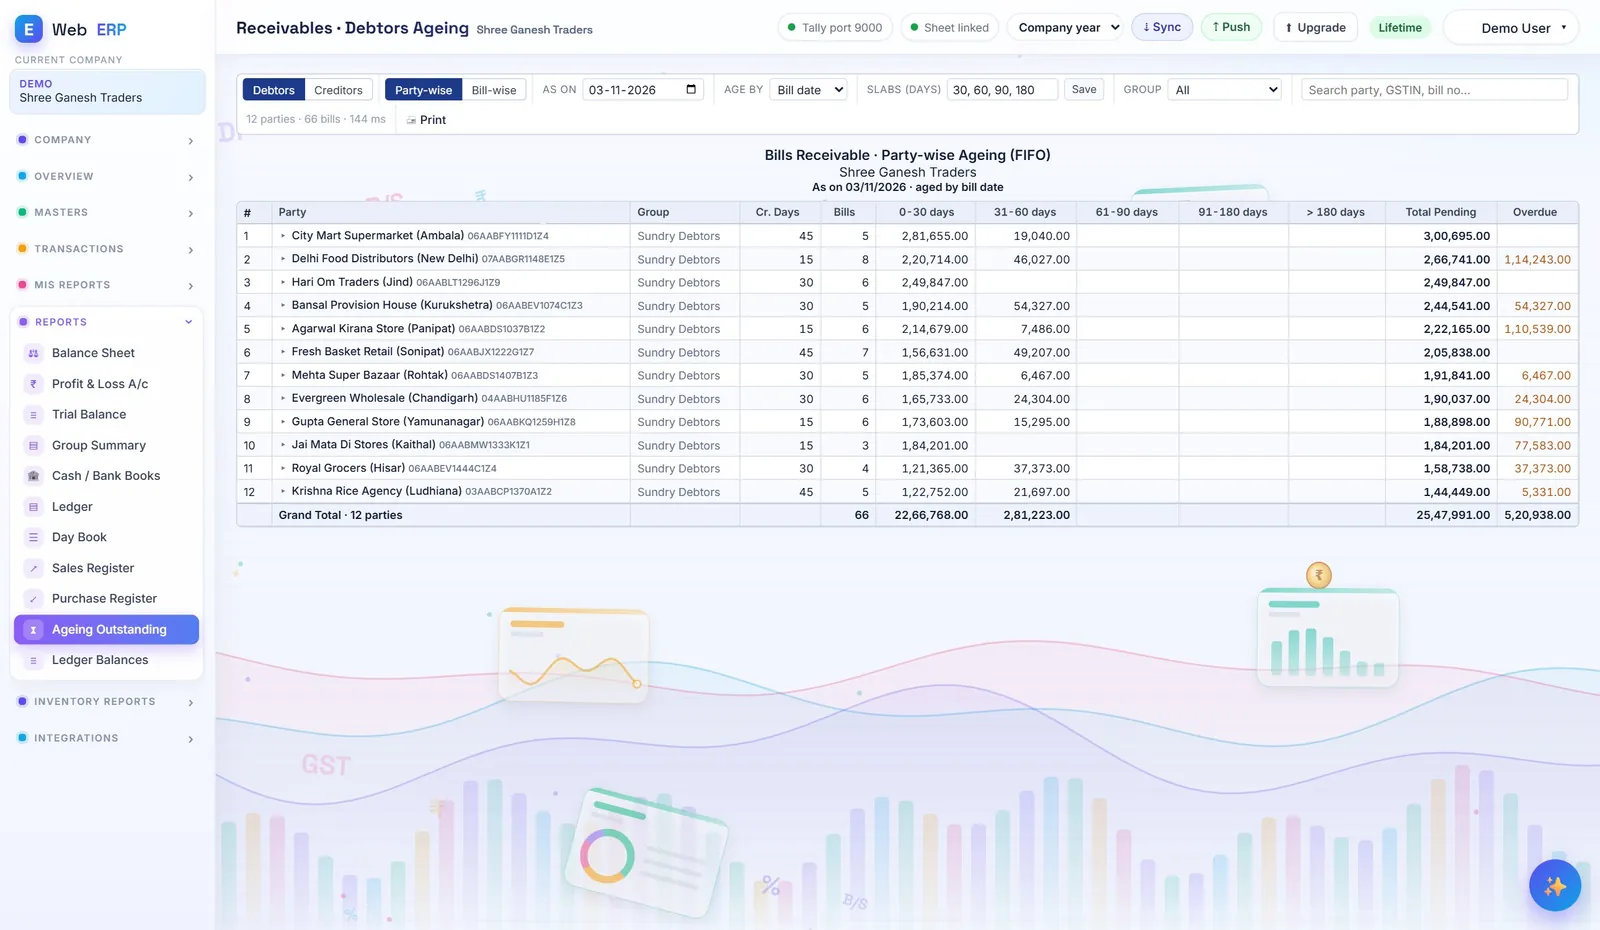 E Web ERP
CURRENT COMPANY
DEMO
Shree Ganesh Traders
COMPANY
OVERVIEW
MASTERS
TRANSACTIONS
MIS REPORTS
REPORTS
Balance Sheet
₹ Profit & Loss A/c
Trial Balance
Group Summary
Cash / Bank Books
Ledger
Day Book
Sales Register
Purchase Register
Ageing Outstanding
Ledger Balances
INVENTORY REPORTS
INTEGRATIONS
Receivables · Debtors Ageing Shree Ganesh Traders
Tally port 9000 Sheet linked Company year ↓ Sync ↑ Push ⬆ Upgrade Lifetime Demo User
Debtors Creditors Party-wise Bill-wise AS ON 03-11-2026 AGE BY Bill date SLABS (DAYS) 30, 60, 90, 180 Save GROUP All Search party, GSTIN, bill no...
12 parties · 66 bills · 144 ms Print
Bills Receivable · Party-wise Ageing (FIFO)
Shree Ganesh Traders
As on 03/11/2026 · aged by bill date
# Party Group Cr. Days Bills 0-30 days 31-60 days 61-90 days 91-180 days > 180 days Total Pending Overdue
1 City Mart Supermarket (Ambala) 06AABFY1111D1Z4 Sundry Debtors 45 5 2,81,655.00 19,040.00 3,00,695.00
2 Delhi Food Distributors (New Delhi) 07AABGR1148E1Z5 Sundry Debtors 15 8 2,20,714.00 46,027.00 2,66,741.00 1,14,243.00
3 Hari Om Traders (Jind) 06AABLT1296J1Z9 Sundry Debtors 30 6 2,49,847.00 2,49,847.00
4 Bansal Provision House (Kurukshetra) 06AABEV1074C1Z3 Sundry Debtors 30 5 1,90,214.00 54,327.00 2,44,541.00 54,327.00
5 Agarwal Kirana Store (Panipat) 06AABDS1037B1Z2 Sundry Debtors 15 6 2,14,679.00 7,486.00 2,22,165.00 1,10,539.00
6 Fresh Basket Retail (Sonipat) 06AABJX1222G1Z7 Sundry Debtors 45 7 1,56,631.00 49,207.00 2,05,838.00
7 Mehta Super Bazaar (Rohtak) 06AABDS1407B1Z3 Sundry Debtors 30 5 1,85,374.00 6,467.00 1,91,841.00 6,467.00
8 Evergreen Wholesale (Chandigarh) 04AABHU1185F1Z6 Sundry Debtors 30 6 1,65,733.00 24,304.00 1,90,037.00 24,304.00
9 Gupta General Store (Yamunanagar) 06AABKQ1259H1Z8 Sundry Debtors 15 6 1,73,603.00 15,295.00 1,88,898.00 90,771.00
10 Jai Mata Di Stores (Kaithal) 06AABMW1333K1Z1 Sundry Debtors 15 3 1,84,201.00 1,84,201.00 77,583.00
11 Royal Grocers (Hisar) 06AABEV1444C1Z4 Sundry Debtors 30 4 1,21,365.00 37,373.00 1,58,738.00 37,373.00
12 Krishna Rice Agency (Ludhiana) 03AABCP1370A1Z2 Sundry Debtors 45 5 1,22,752.00 21,697.00 1,44,449.00 5,331.00
Grand Total · 12 parties 66 22,66,768.00 2,81,223.00 25,47,991.00 5,20,938.00
₹
GST
%
B/S